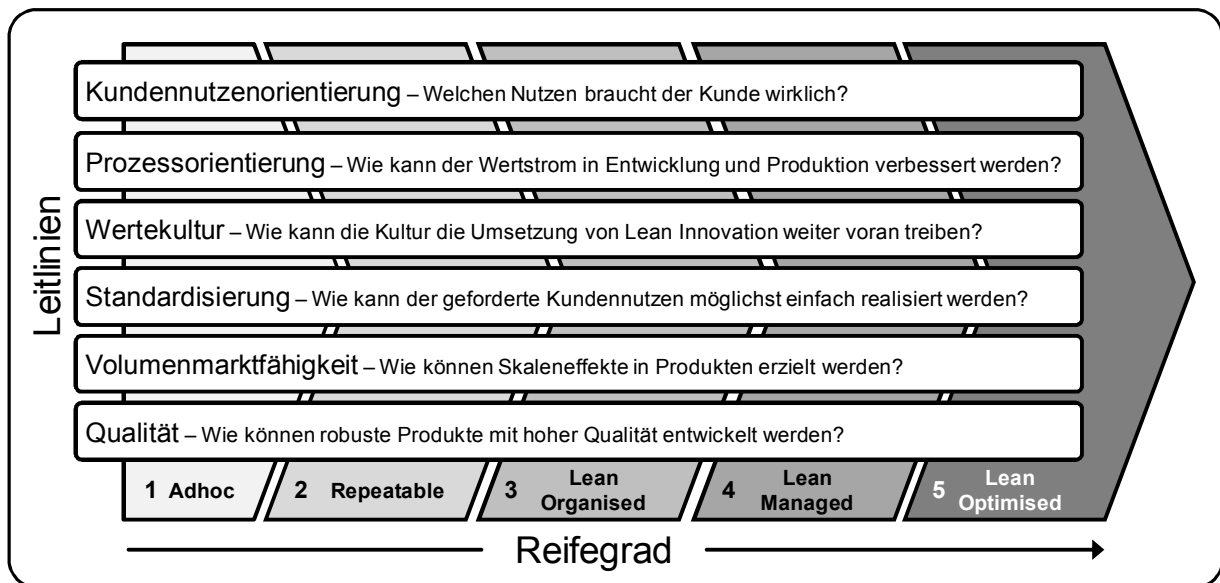 Leitlinien
Kundennutzenorientierung – Welchen Nutzen braucht der Kunde wirklich?
Prozessorientierung – Wie kann der Wertstrom in Entwicklung und Produktion verbessert werden?
Wertekultur – Wie kann die Kultur die Umsetzung von Lean Innovation weiter voran treiben?
Standardisierung – Wie kann der geforderte Kundennutzen möglichst einfach realisiert werden?
Volumenmarktfähigkeit – Wie können Skaleneffekte in Produkten erzielt werden?
Qualität – Wie können robuste Produkte mit hoher Qualität entwickelt werden?
1 Adhoc
2 Repeatable
3 Lean
Organised
4 Lean
Managed
5 Lean
Optimised
Reifegrad